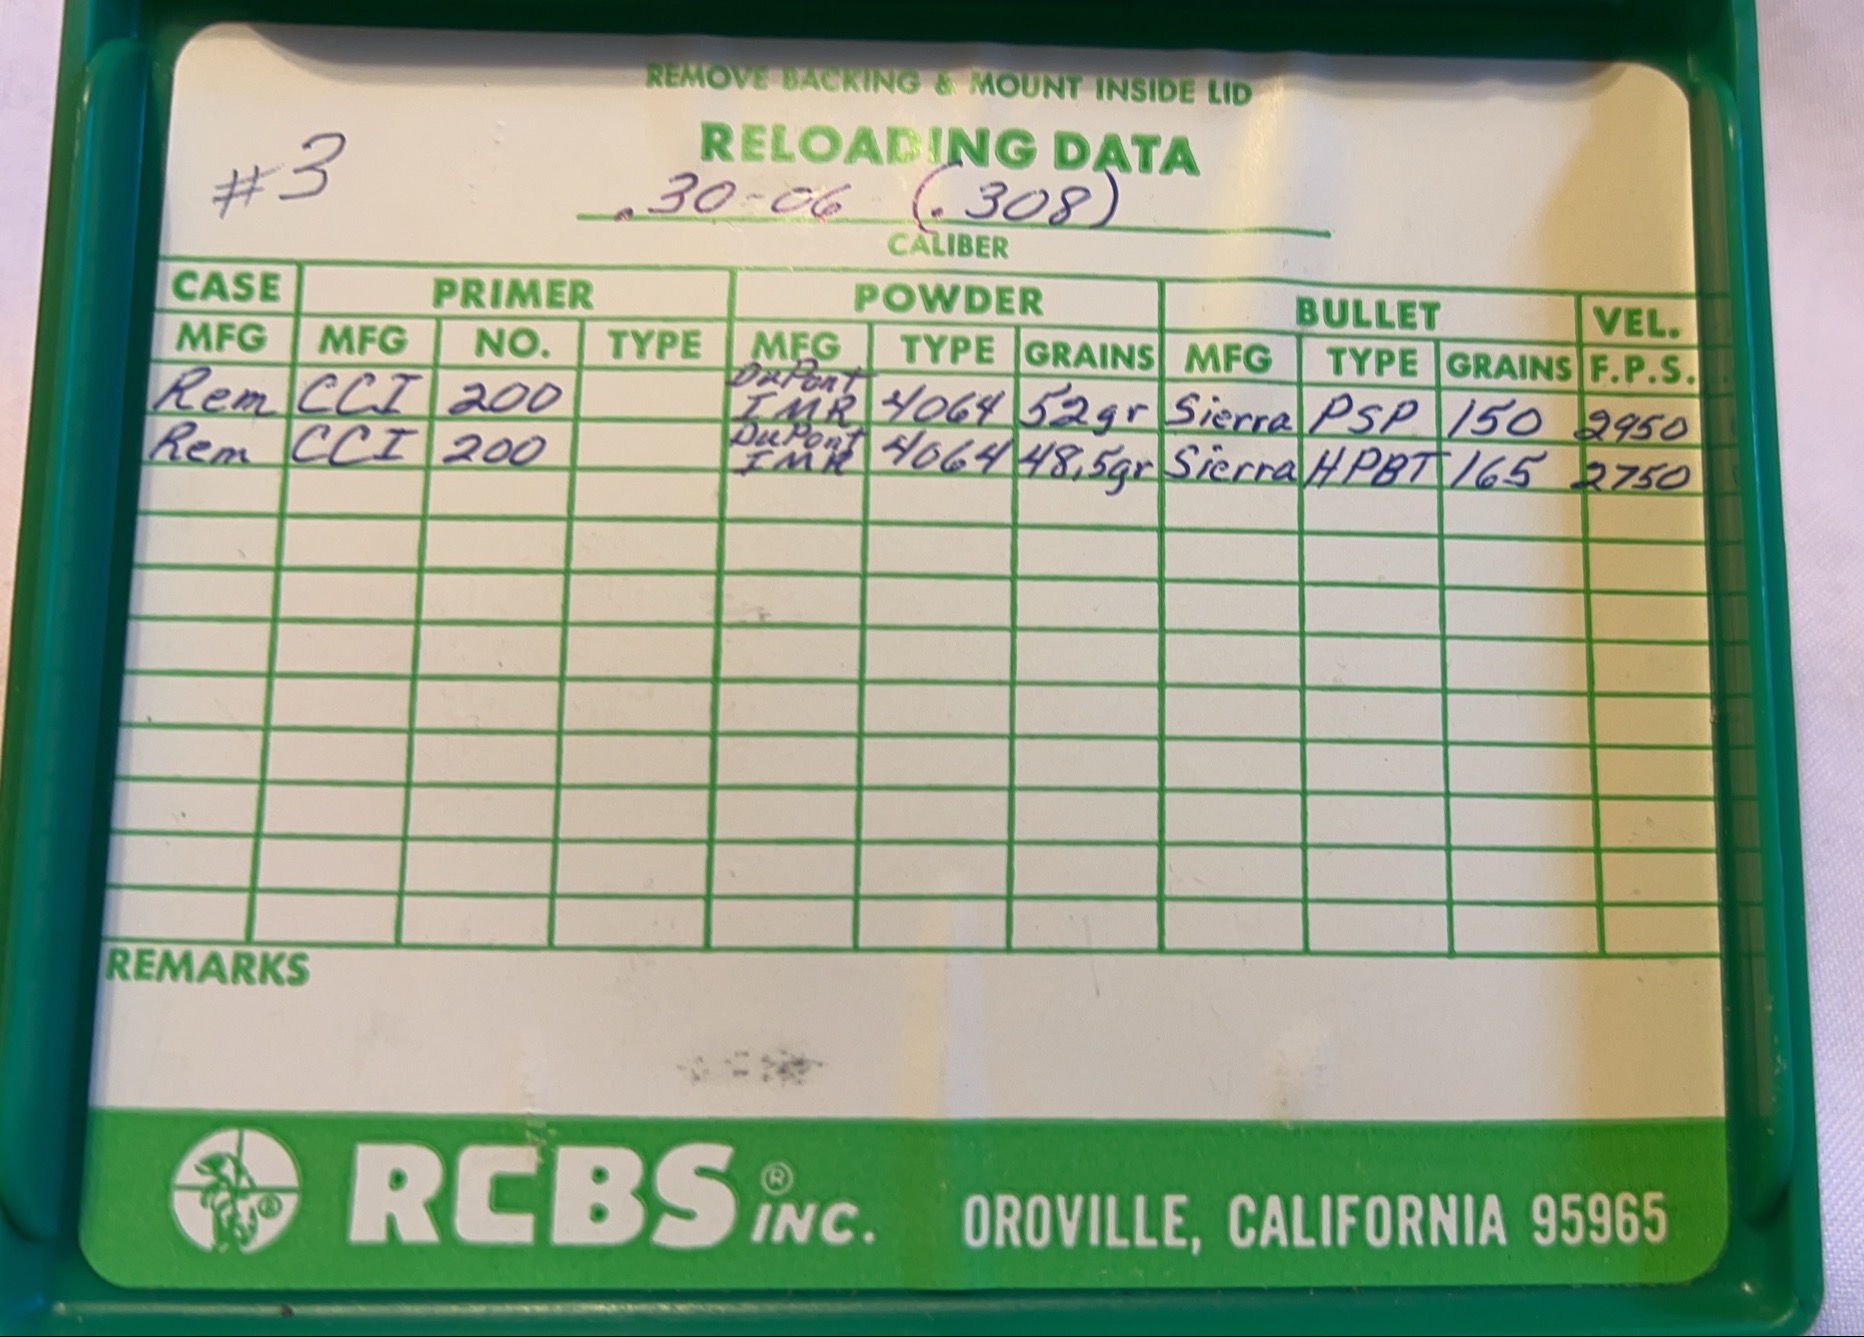 REMOVE BACKING & MOUNT INSIDE LID
RELOADING DATA
#3
.30-06 (.308)
CALIBER
CASE PRIMER POWDER BULLET VEL.
MFG MFG NO. TYPE MFG TYPE GRAINS MFG TYPE GRAINS F.P.S.
Rem CCI 200 DuPont IMR 4064 52gr Sierra PSP 150 2950
Rem CCI 200 DuPont IMR 4064 48.5gr Sierra HPBT 165 2750
REMARKS
RCBS ® INC. OROVILLE, CALIFORNIA 95965